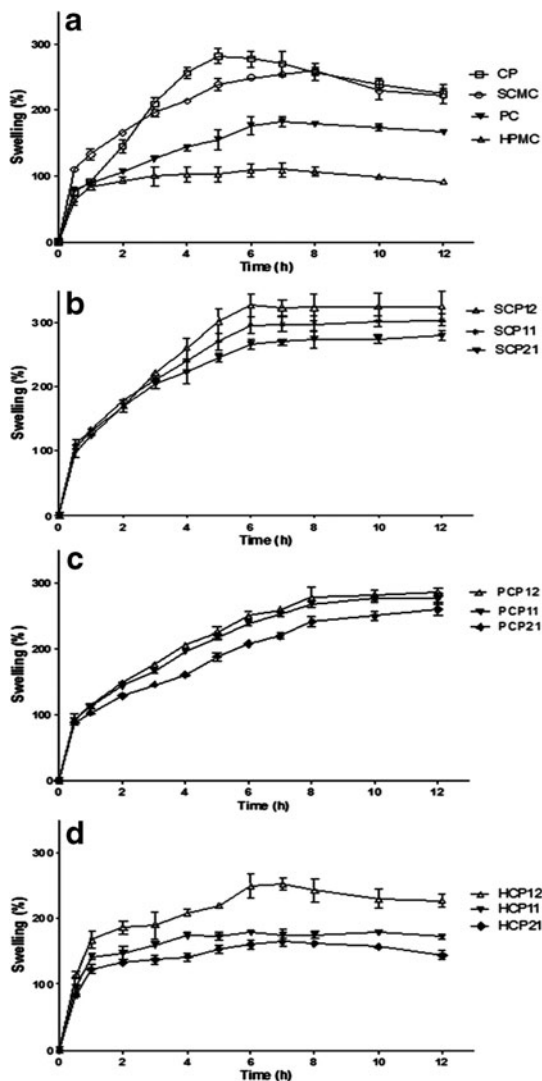 a
300
200
100
0
Swelling (%)
0 2 4 6 8 10 12
Time (h)
CP
SCMC
PC
HPMC
b
300
200
100
0
Swelling (%)
0 2 4 6 8 10 12
Time (h)
SCP12
SCP11
SCP21
c
300
200
100
0
Swelling (%)
0 2 4 6 8 10 12
Time (h)
PCP12
PCP11
PCP21
d
300
200
100
0
Swelling (%)
0 2 4 6 8 10 12
Time (h)
HCP12
HCP11
HCP21